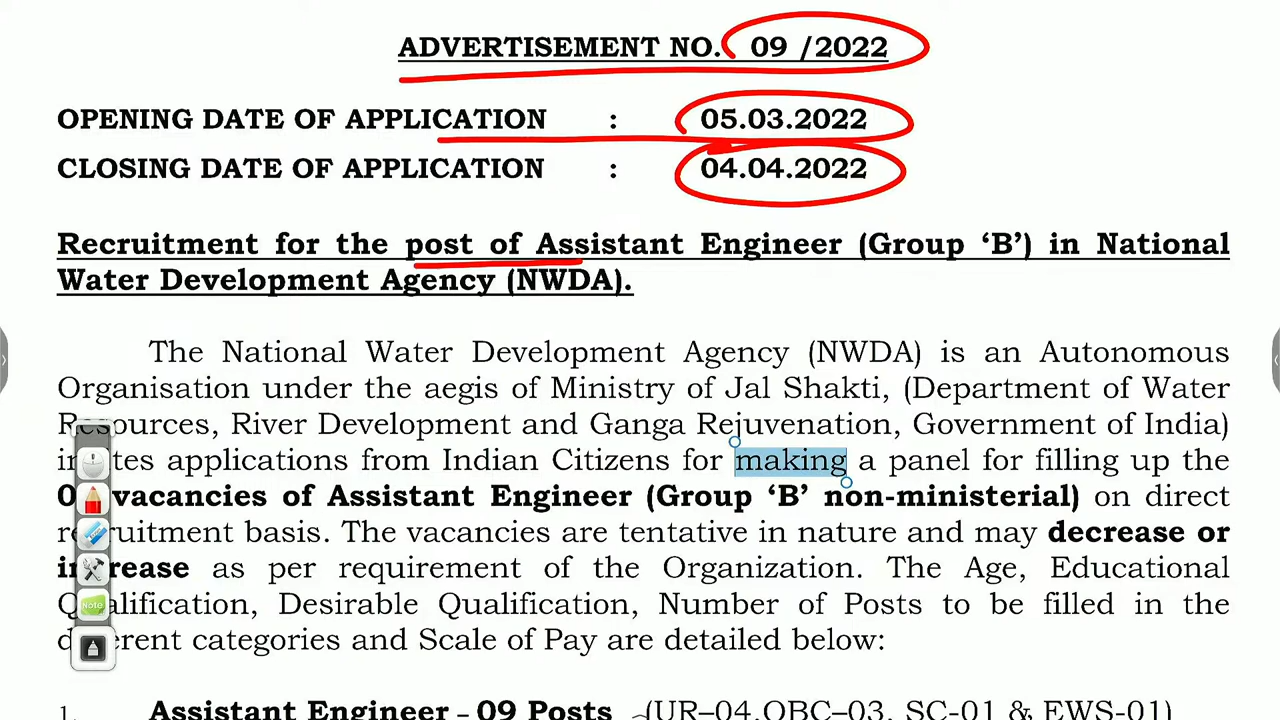 ADVERTISEMENT NO. 09 /2022
OPENING DATE OF APPLICATION : 05.03.2022
CLOSING DATE OF APPLICATION : 04.04.2022
Recruitment for the post of Assistant Engineer (Group ‘B’) in National
Water Development Agency (NWDA).
The National Water Development Agency (NWDA) is an Autonomous
Organisation under the aegis of Ministry of Jal Shakti, (Department of Water
Resources, River Development and Ganga Rejuvenation, Government of India)
applications from Indian Citizens for making a panel for filling up the
vacancies of Assistant Engineer (Group ‘B’ non-ministerial) on direct
recruitment basis. The vacancies are tentative in nature and may decrease or
increase as per requirement of the Organization. The Age, Educational
Qualification, Desirable Qualification, Number of Posts to be filled in the
different categories and Scale of Pay are detailed below:
Note
1. Assistant Engineer – 09 Posts (UR–04,OBC–03, SC-01 & EWS-01)